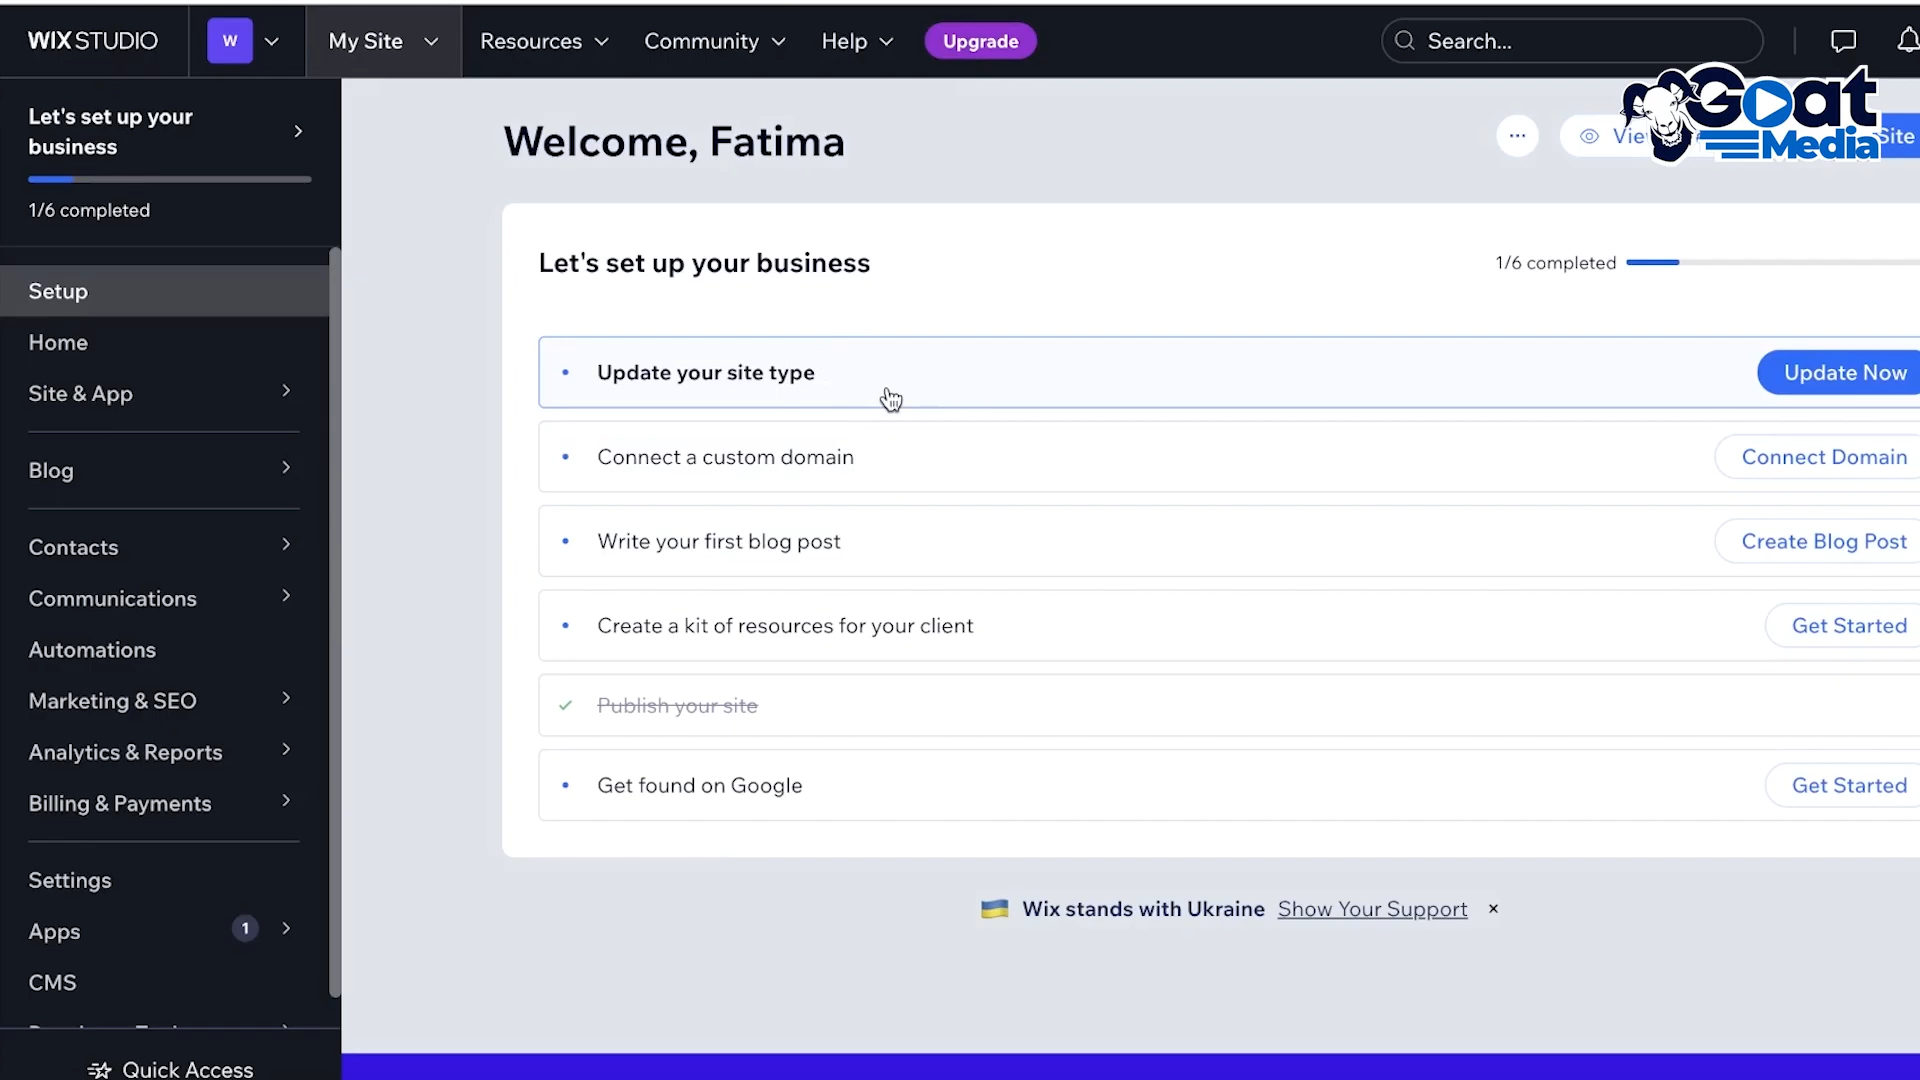 WIX STUDIO
W
My Site
Resources
Community
Help
Upgrade
Search...
Let's set up your
business
1/6 completed
Setup
Home
Site & App
Blog
Contacts
Communications
Automations
Marketing & SEO
Analytics & Reports
Billing & Payments
Settings
Apps 1
CMS
Quick Access
Welcome, Fatima
Site
Goat
Media
Let's set up your business
1/6 completed
Update your site type
Update Now
Connect a custom domain
Connect Domain
Write your first blog post
Create Blog Post
Create a kit of resources for your client
Get Started
Publish your site
Get found on Google
Get Started
Wix stands with Ukraine Show Your Support